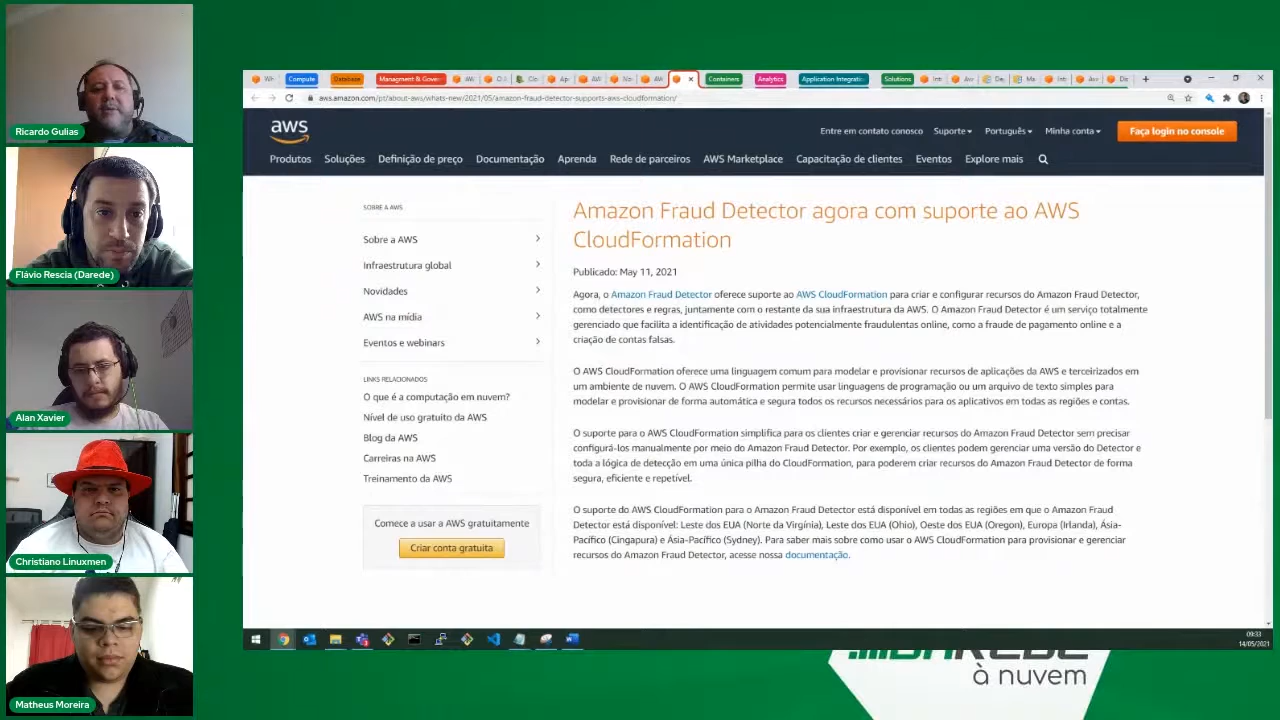 Ricardo Gulias
Flávio Rescia (Darede)
Alan Xavier
Christiano Linuxmen
Matheus Moreira
Compute
Database
Managment & Gove
Containers
Analytics
Application Integratio
Solutions
aws.amazon.com/pt/about-aws/whats-new/2021/05/amazon-fraud-detector-supports-aws-cloudformation/
aws
Entre em contato conosco Suporte Português Minha conta Faça login no console
Produtos Soluções Definição de preço Documentação Aprenda Rede de parceiros AWS Marketplace Capacitação de clientes Eventos Explore mais
SOBRE A AWS
Sobre a AWS
Infraestrutura global
Novidades
AWS na mídia
Eventos e webinars
LINKS RELACIONADOS
O que é a computação em nuvem?
Nível de uso gratuito da AWS
Blog da AWS
Carreiras na AWS
Treinamento da AWS
Comece a usar a AWS gratuitamente
Criar conta gratuita
Amazon Fraud Detector agora com suporte ao AWS
CloudFormation
Publicado: May 11, 2021
Agora, o Amazon Fraud Detector oferece suporte ao AWS CloudFormation para criar e configurar recursos do Amazon Fraud Detector,
como detectores e regras, juntamente com o restante da sua infraestrutura da AWS. O Amazon Fraud Detector é um serviço totalmente
gerenciado que facilita a identificação de atividades potencialmente fraudulentas online, como a fraude de pagamento online e a
criação de contas falsas.
O AWS CloudFormation oferece uma linguagem comum para modelar e provisionar recursos de aplicações da AWS e terceirizados em
um ambiente de nuvem. O AWS CloudFormation permite usar linguagens de programação ou um arquivo de texto simples para
modelar e provisionar de forma automática e segura todos os recursos necessários para os aplicativos em todas as regiões e contas.
O suporte para o AWS CloudFormation simplifica para os clientes criar e gerenciar recursos do Amazon Fraud Detector sem precisar
configurá-los manualmente por meio do Amazon Fraud Detector. Por exemplo, os clientes podem gerenciar uma versão do Detector e
toda a lógica de detecção em uma única pilha do CloudFormation, para poderem criar recursos do Amazon Fraud Detector de forma
segura, eficiente e repetível.
O suporte do AWS CloudFormation para o Amazon Fraud Detector está disponível em todas as regiões em que o Amazon Fraud
Detector está disponível: Leste dos EUA (Norte da Virgínia), Leste dos EUA (Ohio), Oeste dos EUA (Oregon), Europa (Irlanda), Ásia-
Pacífico (Cingapura) e Ásia-Pacífico (Sydney). Para saber mais sobre como usar o AWS CloudFormation para provisionar e gerenciar
recursos do Amazon Fraud Detector, acesse nossa documentação.
09:33
14/05/2021
à nuvem